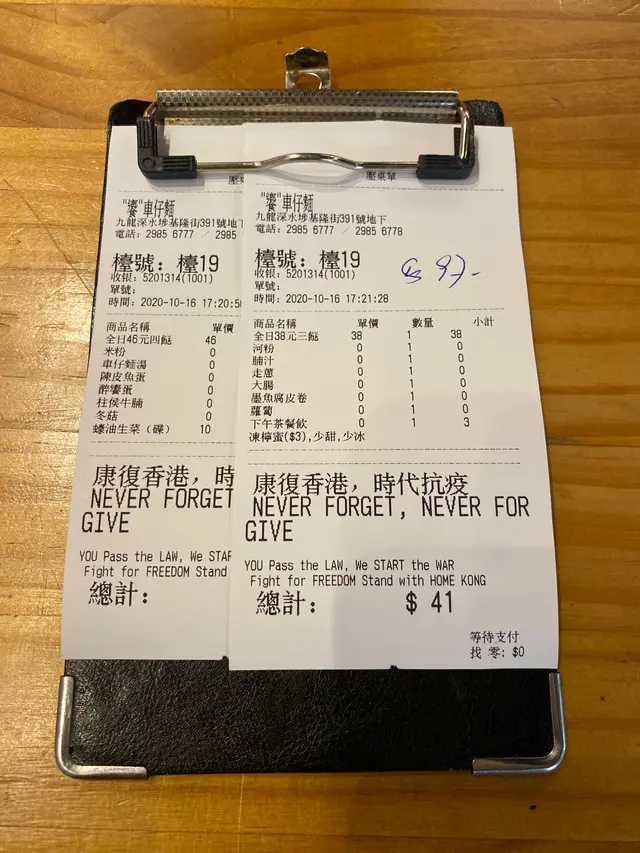 壓桌
"饗"車仔麵
九龍深水埗基隆街391號地下
電話: 2985 6777 / 2985
檯號: 檯19
收银: 5201314(1001)
單號:
時間: 2020-10-16 17:20:5
商品名稱 單價
全日46元四餸 46
米粉 0
車仔麵湯 0
陳皮魚蛋 0
醉饗蛋 0
柱侯牛腩 0
冬菇 0
蠔油生菜（碟） 10
康復香港, 時
NEVER FORGET
GIVE
YOU Pass the LAW, We STAR
Fight for FREEDOM Stand
總計:
壓桌單
"饗"車仔麵
九龍深水埗基隆街391號地下
電話: 2985 6777 / 2985 6778
檯號: 檯19
收银: 5201314(1001)
單號:
時間: 2020-10-16 17:21:28
97-
商品名稱 單價 數量 小計
全日38元三餸 38 1 38
河粉 0 1 0
腩汁 0 1 0
走蔥 0 1 0
大腸 0 1 0
墨魚腐皮卷 0 1 0
蘿蔔 0 1 0
下午茶餐飲 0 1 3
凍檸蜜($3),少甜,少冰
康復香港, 時代抗疫
NEVER FORGET, NEVER FOR
GIVE
YOU Pass the LAW, We START the WAR
Fight for FREEDOM Stand with HOME KONG
總計: $ 41
等待支付
找 零: $0